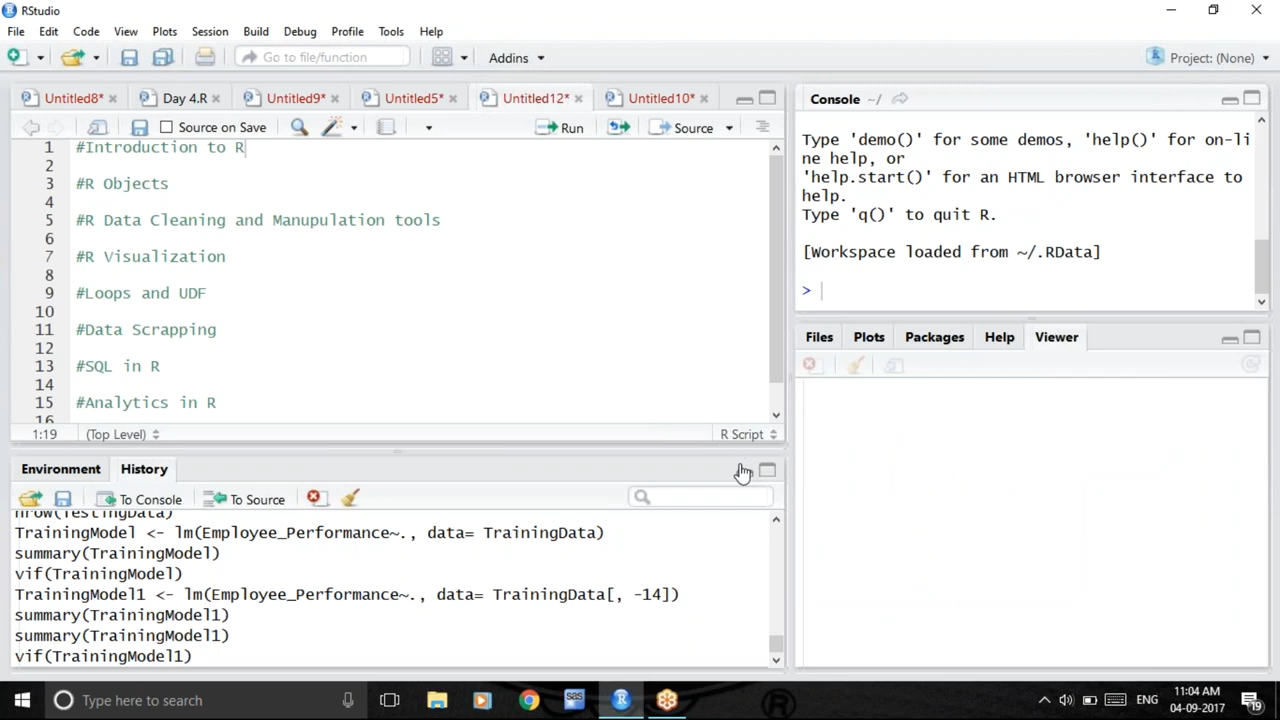 RStudio
File Edit Code View Plots Session Build Debug Profile Tools Help
Go to file/function Addins Project: (None)
Untitled8* Day 4.R Untitled9* Untitled5* Untitled12* Untitled10*
Source on Save Run Source
1 #Introduction to R
2
3 #R Objects
4
5 #R Data Cleaning and Manupulation tools
6
7 #R Visualization
8
9 #Loops and UDF
10
11 #Data Scrapping
12
13 #SQL in R
14
15 #Analytics in R
16
1:19 (Top Level) R Script
Environment History
To Console To Source
nrow(TestingData)
TrainingModel <- lm(Employee_Performance~., data= TrainingData)
summary(TrainingModel)
vif(TrainingModel)
TrainingModel1 <- lm(Employee_Performance~., data= TrainingData[, -14])
summary(TrainingModel1)
summary(TrainingModel1)
vif(TrainingModel1)
Console ~/
Type 'demo()' for some demos, 'help()' for on-li
ne help, or
'help.start()' for an HTML browser interface to
help.
Type 'q()' to quit R.
[Workspace loaded from ~/.RData]
>
Files Plots Packages Help Viewer
Type here to search
sas
R
ENG
11:04 AM
04-09-2017
19